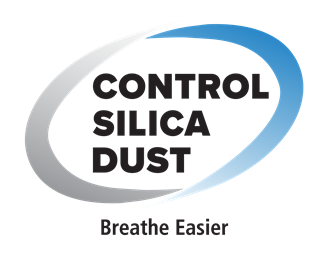 CONTROL
SILICA
DUST
Breathe Easier